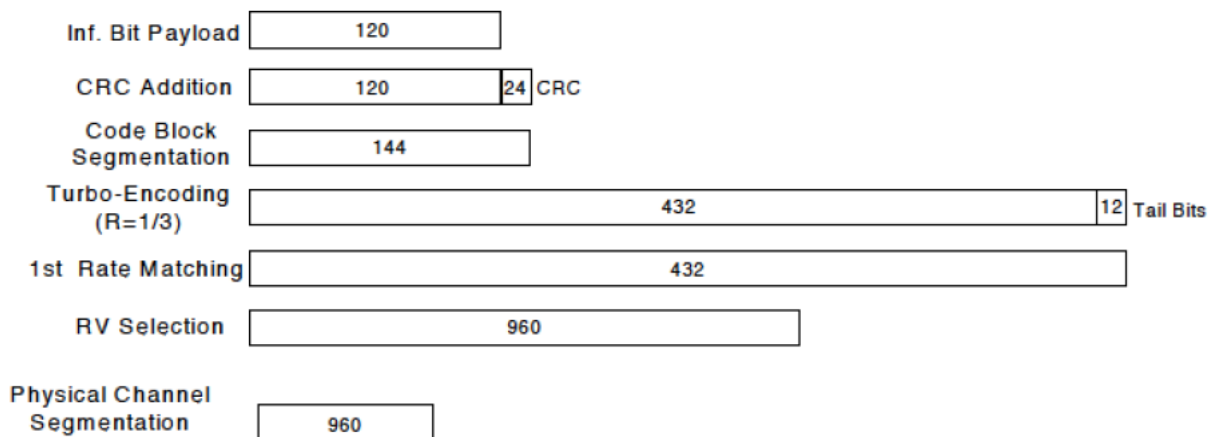 Inf. Bit Payload 120
CRC Addition 120 24 CRC
Code Block
Segmentation 144
Turbo-Encoding
(R=1/3) 432 12 Tail Bits
1st Rate Matching 432
RV Selection 960
Physical Channel
Segmentation 960